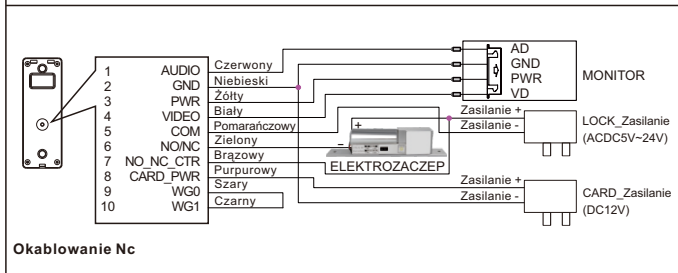 1 AUDIO Czerwony
2 GND Niebieski
3 PWR Żółty
4 VIDEO Biały
5 COM Pomarańczowy
6 NO/NC Zielony
7 NO_NC_CTR Brązowy
8 CARD_PWR Purpurowy
9 WG0 Szary
10 WG1 Czarny
AD
GND
PWR
VD
MONITOR
Zasilanie +
Zasilanie -
LOCK_Zasilanie
(ACDC5V~24V)
+
-
ELEKTROZACZEP
Zasilanie +
Zasilanie -
CARD_Zasilanie
(DC12V)
Okablowanie Nc